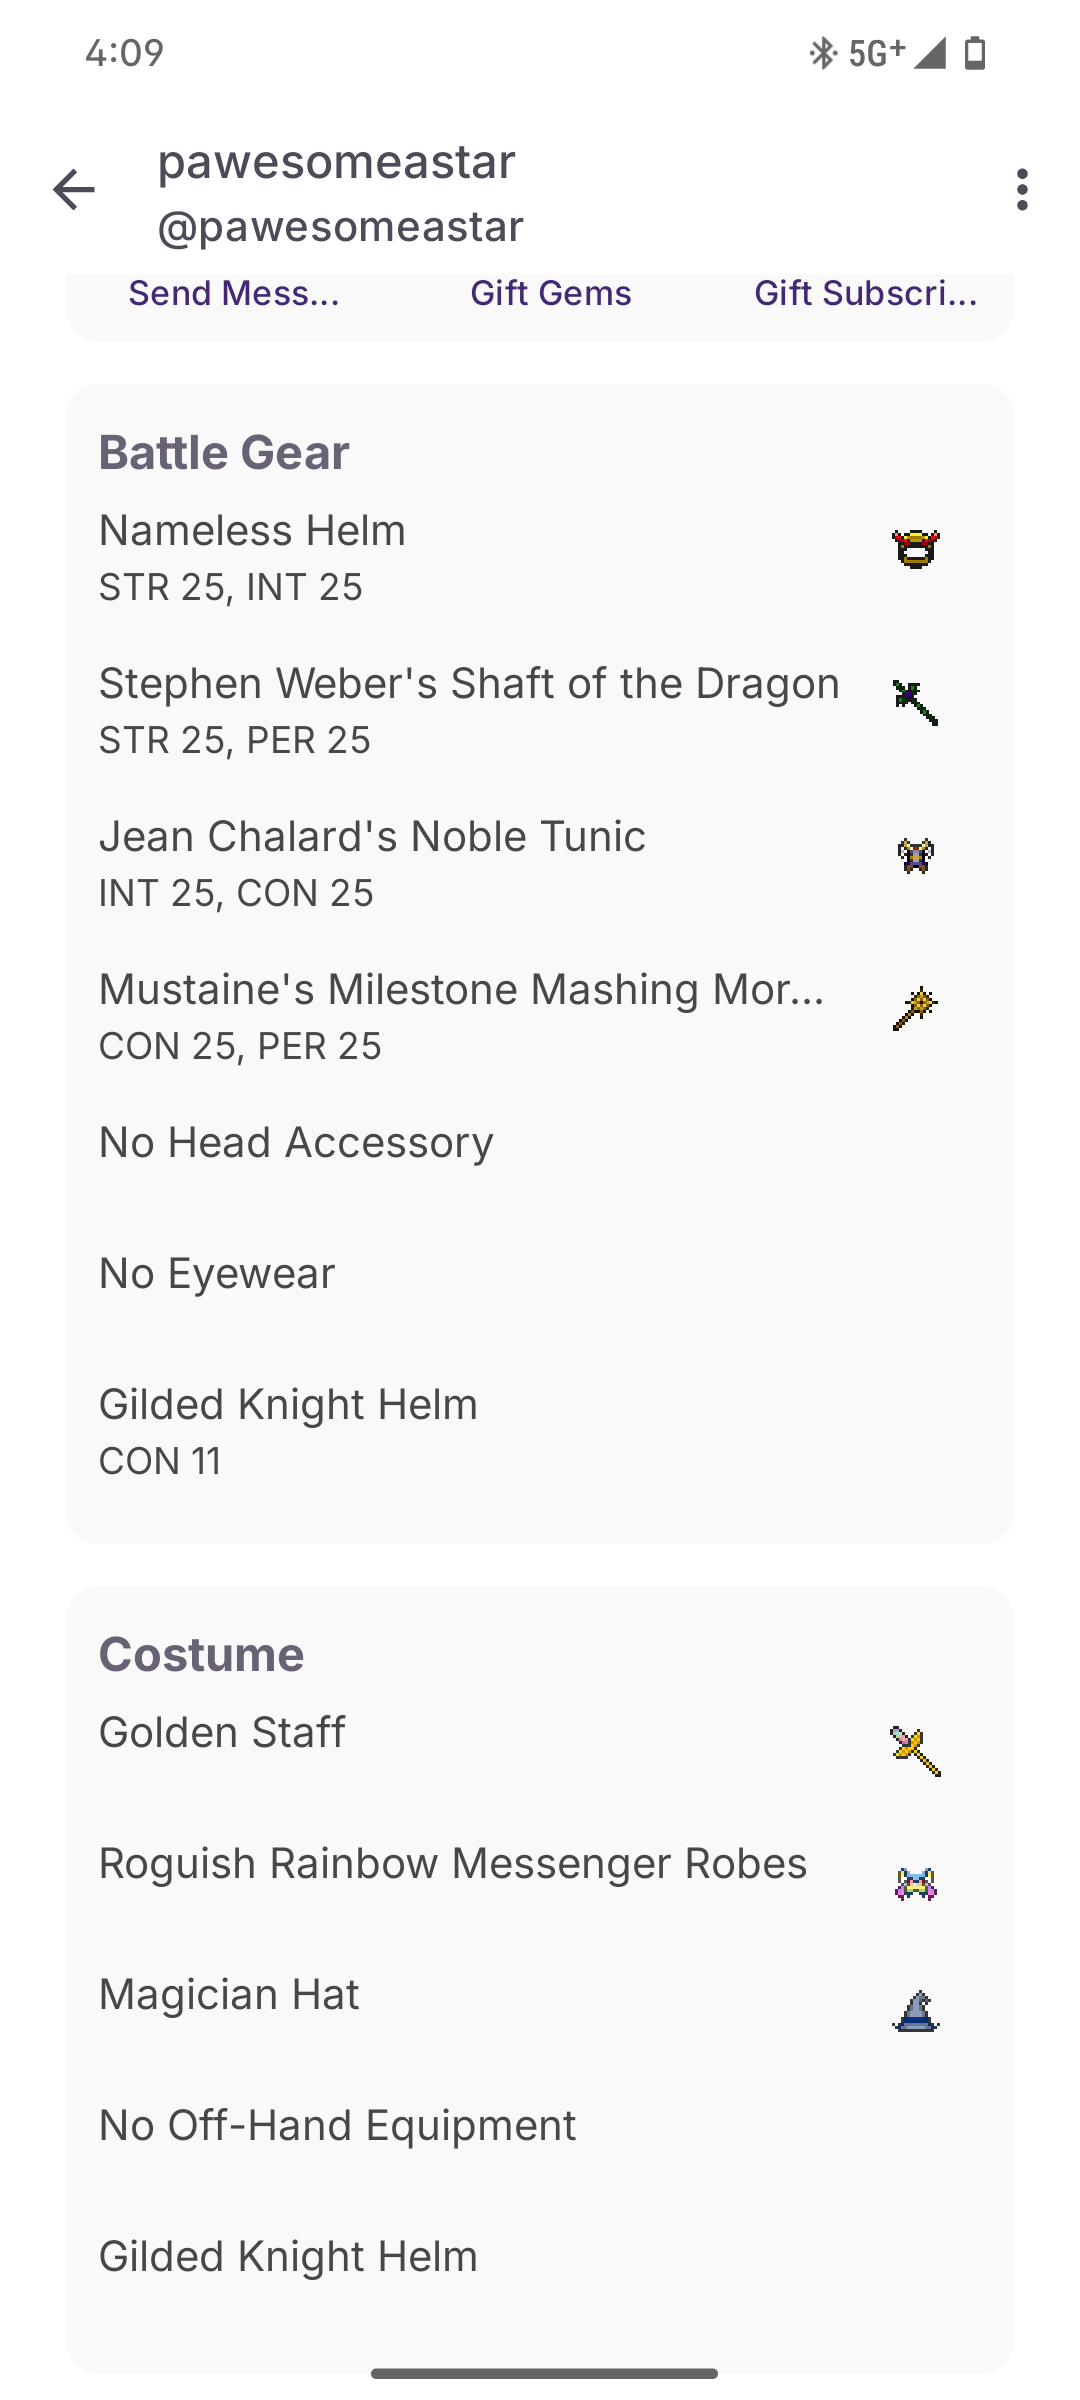 4:09
5G+
pawesomeastar
@pawesomeastar
Send Mess...
Gift Gems
Gift Subscri...
Battle Gear
Nameless Helm
STR 25, INT 25
Stephen Weber's Shaft of the Dragon
STR 25, PER 25
Jean Chalard's Noble Tunic
INT 25, CON 25
Mustaine's Milestone Mashing Mor...
CON 25, PER 25
No Head Accessory
No Eyewear
Gilded Knight Helm
CON 11
Costume
Golden Staff
Roguish Rainbow Messenger Robes
Magician Hat
No Off-Hand Equipment
Gilded Knight Helm